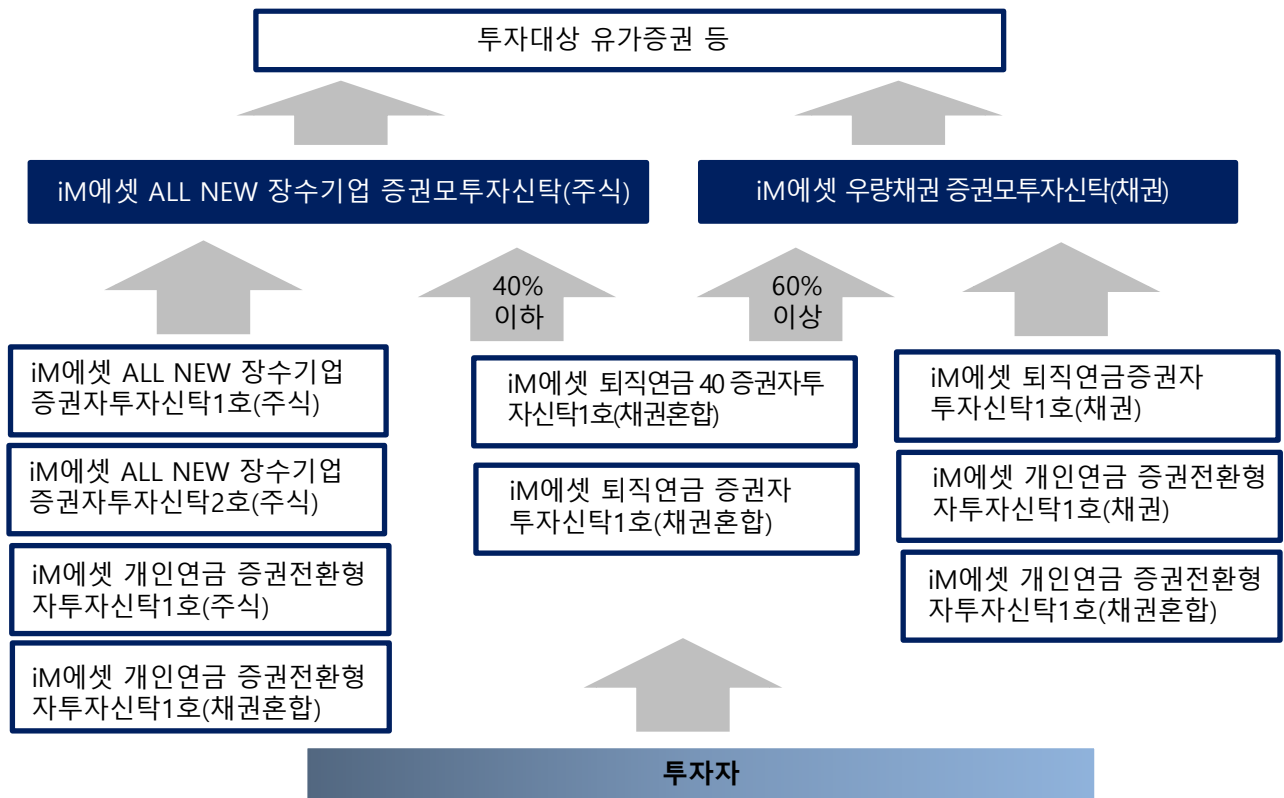 투자대상 유가증권 등
iM에셋 ALL NEW 장수기업 증권모투자신탁(주식)
iM에셋 우량채권 증권모투자신탁(채권)
40%
이하
60%
이상
iM에셋 ALL NEW 장수기업
증권자투자신탁1호(주식)
iM에셋 ALL NEW 장수기업
증권자투자신탁2호(주식)
iM에셋 개인연금 증권전환형
자투자신탁1호(주식)
iM에셋 개인연금 증권전환형
자투자신탁1호(채권혼합)
iM에셋 퇴직연금 40 증권자투
자신탁1호(채권혼합)
iM에셋 퇴직연금 증권자
투자신탁1호(채권혼합)
iM에셋 퇴직연금증권자
투자신탁1호(채권)
iM에셋 개인연금 증권전환형
자투자신탁1호(채권)
iM에셋 개인연금 증권전환형
자투자신탁1호(채권혼합)
투자자